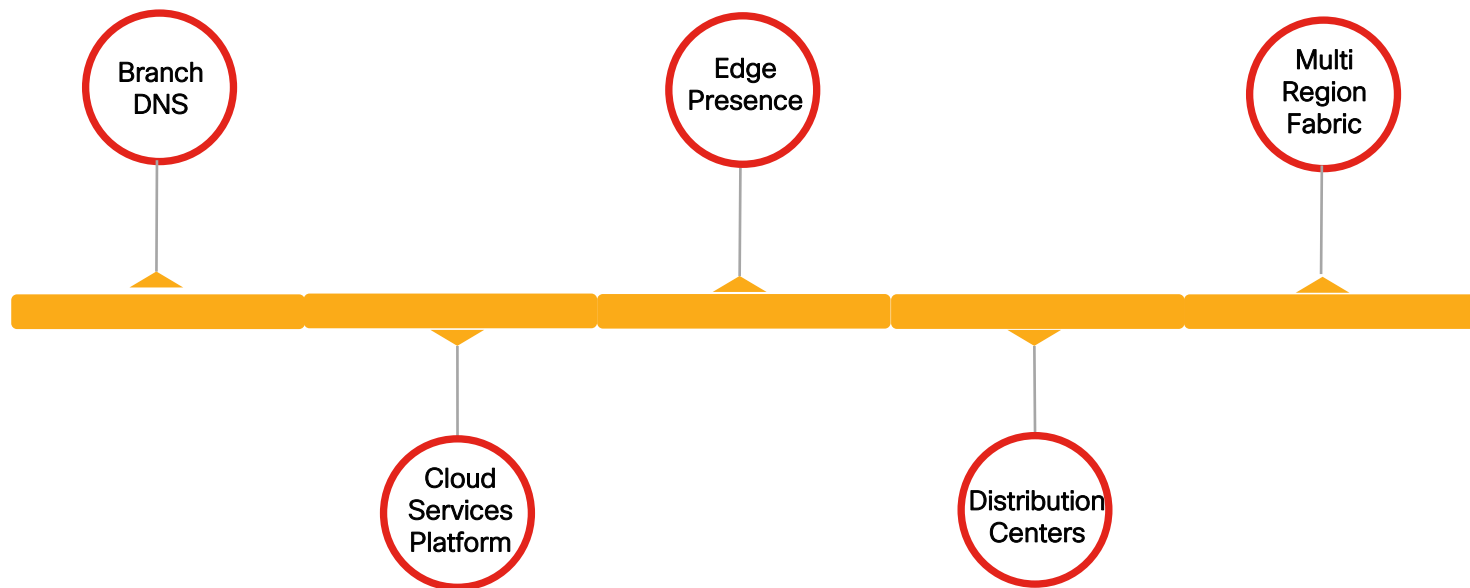 Branch
DNS
Edge
Presence
Multi
Region
Fabric
Cloud
Services
Platform
Distribution
Centers